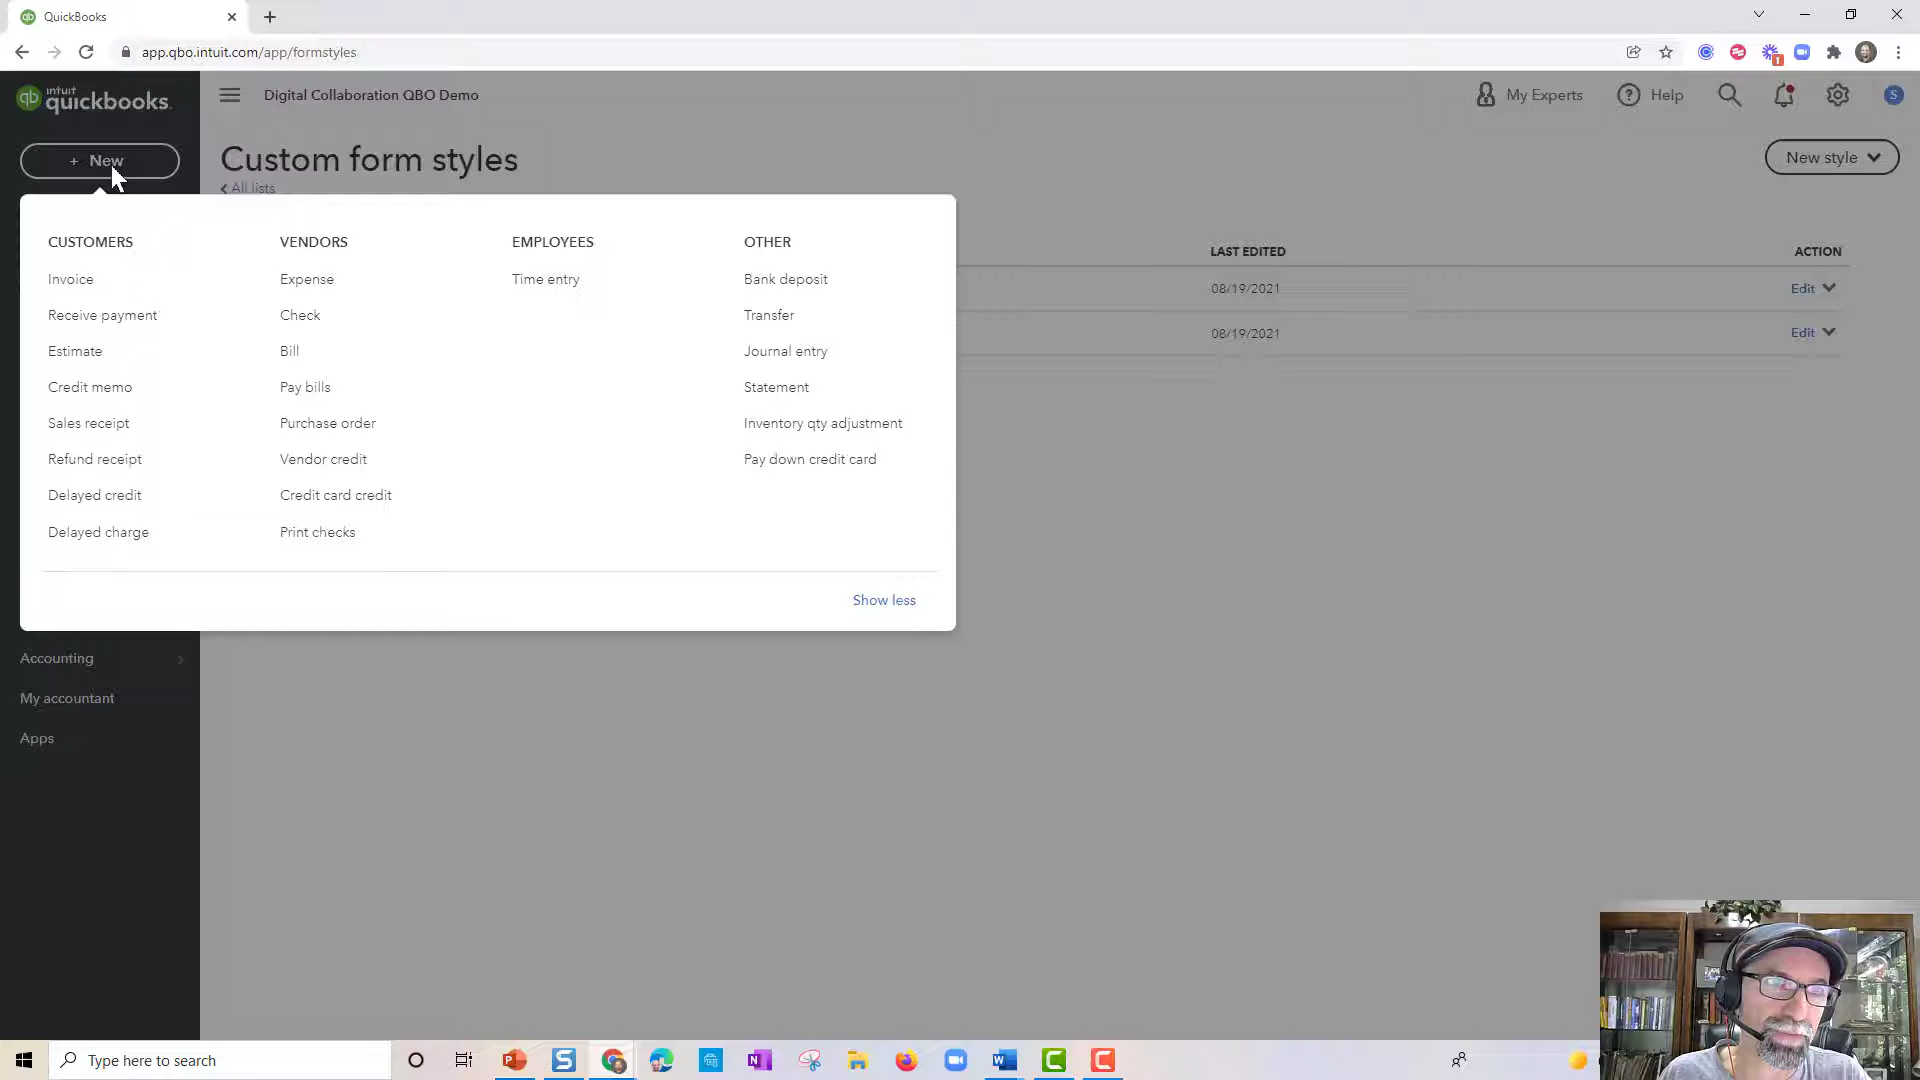 QuickBooks
app.qbo.intuit.com/app/formstyles
1
intuit
quickbooks.
Digital Collaboration QBO Demo
My Experts
Help
S
+ New
Custom form styles
New style
All lists
CUSTOMERS
Invoice
Receive payment
Estimate
Credit memo
Sales receipt
Refund receipt
Delayed credit
Delayed charge
VENDORS
Expense
Check
Bill
Pay bills
Purchase order
Vendor credit
Credit card credit
Print checks
EMPLOYEES
Time entry
OTHER
Bank deposit
Transfer
Journal entry
Statement
Inventory qty adjustment
Pay down credit card
Show less
LAST EDITED ACTION
08/19/2021 Edit
08/19/2021 Edit
Accounting
My accountant
Apps
Type here to search